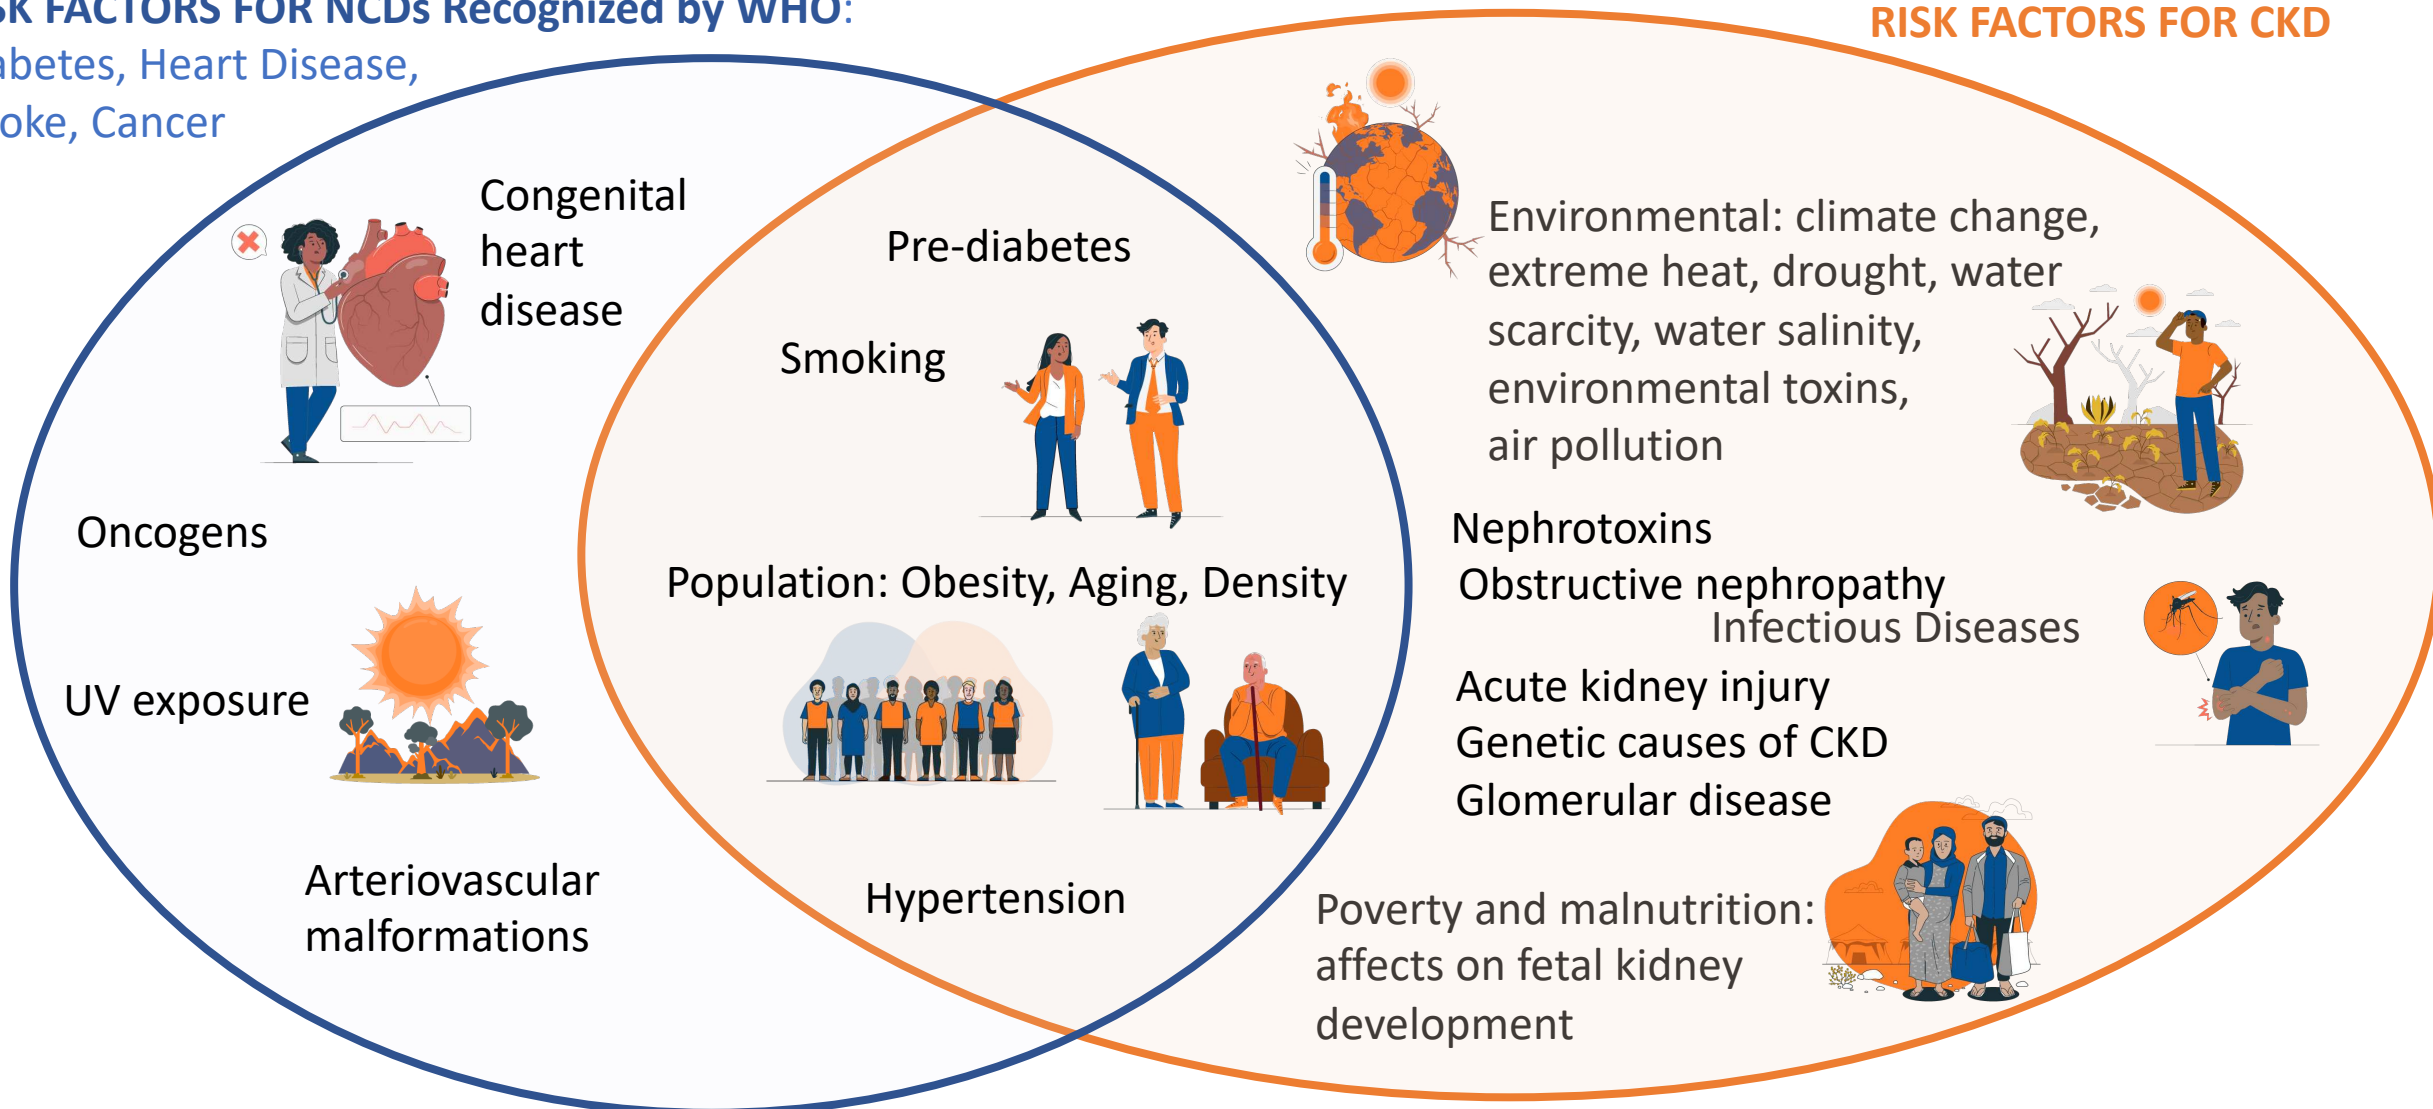 SK FACTORS FOR NCDs Recognized by WHO:
abetes, Heart Disease,
oke, Cancer
RISK FACTORS FOR CKD
Congenital
heart
disease
Oncogens
UV exposure
Arteriovascular
malformations
Pre-diabetes
Smoking
Population: Obesity, Aging, Density
Hypertension
Environmental: climate change,
extreme heat, drought, water
scarcity, water salinity,
environmental toxins,
air pollution
Nephrotoxins
Obstructive nephropathy
Infectious Diseases
Acute kidney injury
Genetic causes of CKD
Glomerular disease
Poverty and malnutrition:
affects on fetal kidney
development